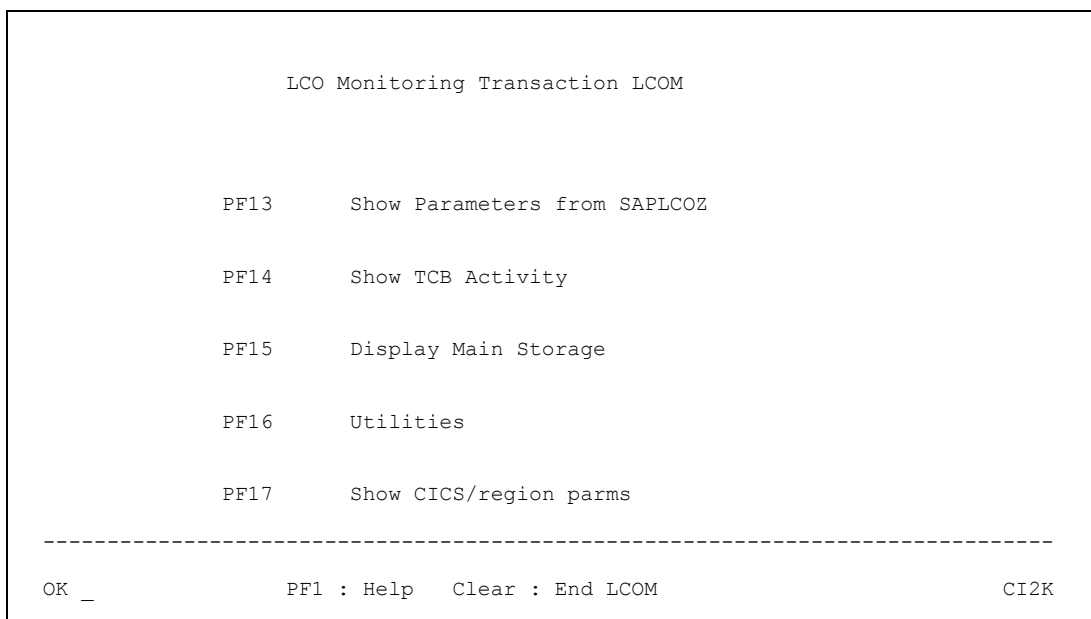 LCO Monitoring Transaction LCOM
PF13 Show Parameters from SAPLCOZ
PF14 Show TCB Activity
PF15 Display Main Storage
PF16 Utilities
PF17 Show CICS/region parms
--------------------------------------------------------------------------------
OK _ PF1 : Help Clear : End LCOM CI2K